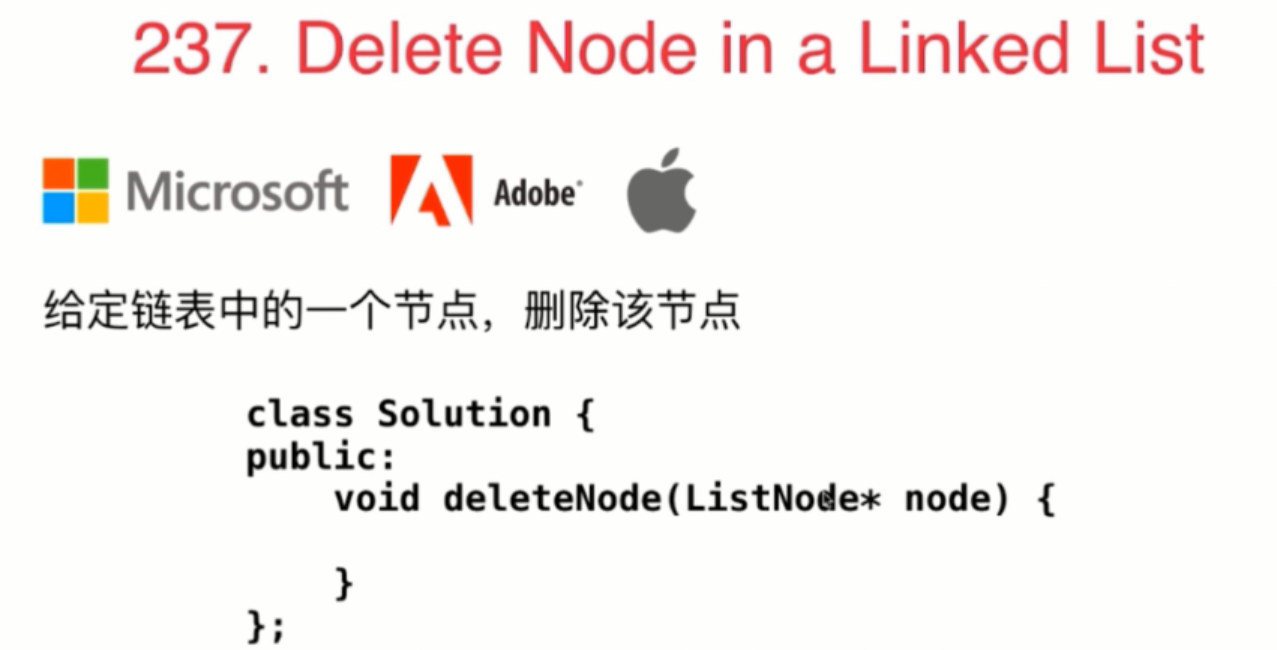 237. Delete Node in a Linked List
Microsoft Adobe
给定链表中的一个节点，删除该节点
class Solution {
public:
    void deleteNode(ListNode* node) {
    }
};